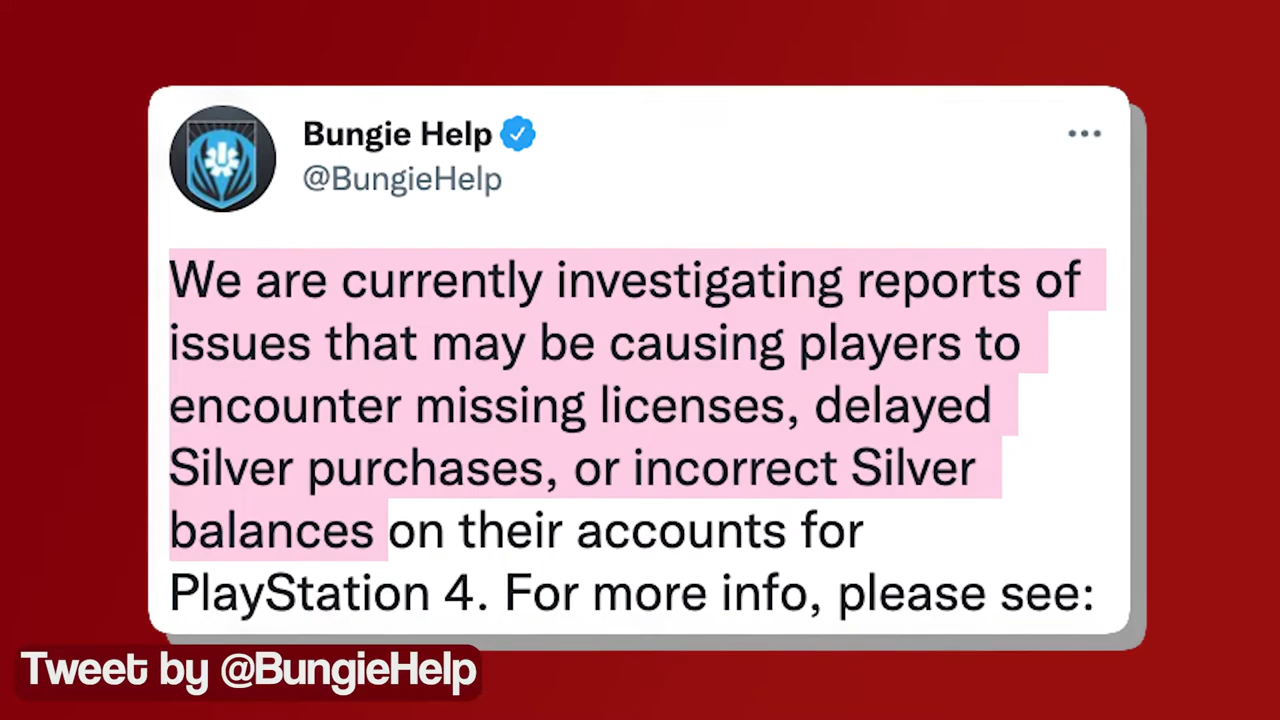 Bungie Help
@BungieHelp
We are currently investigating reports of
issues that may be causing players to
encounter missing licenses, delayed
Silver purchases, or incorrect Silver
balances on their accounts for
PlayStation 4. For more info, please see:
Tweet by @BungieHelp